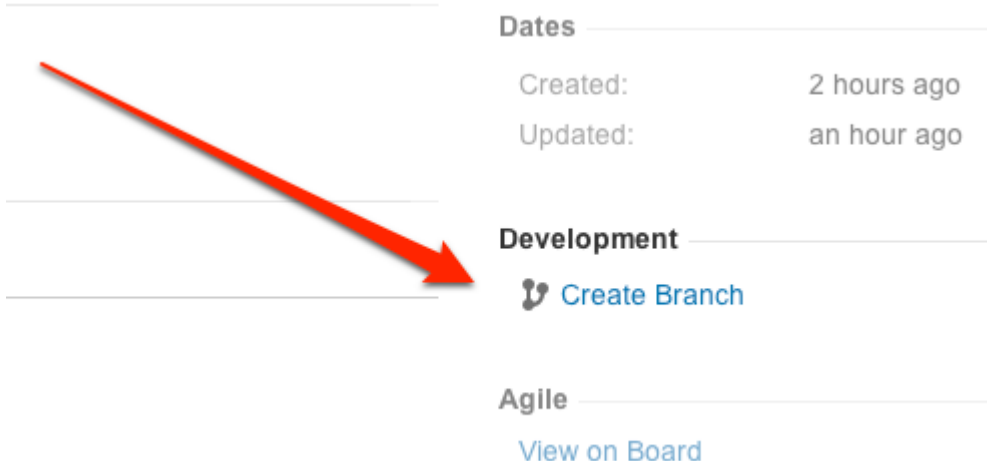 Dates
Created: 2 hours ago
Updated: an hour ago
Development
Create Branch
Agile
View on Board